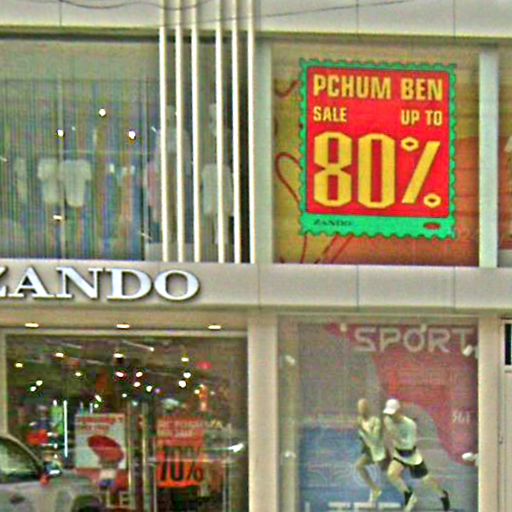 PCHUM BEN
SALE UP TO
80%
ZANDO
ZANDO
SPORT
70%